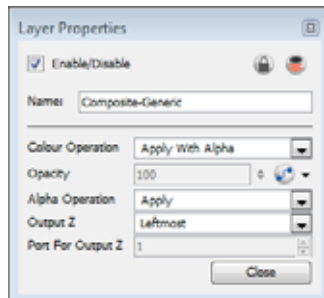 Layer Properties
Enable/Disable
Name: Composite-Generic
Colour Operation Apply With Alpha
Opacity 100
Alpha Operation Apply
Output Z Leftmost
Port For Output Z 1
Close